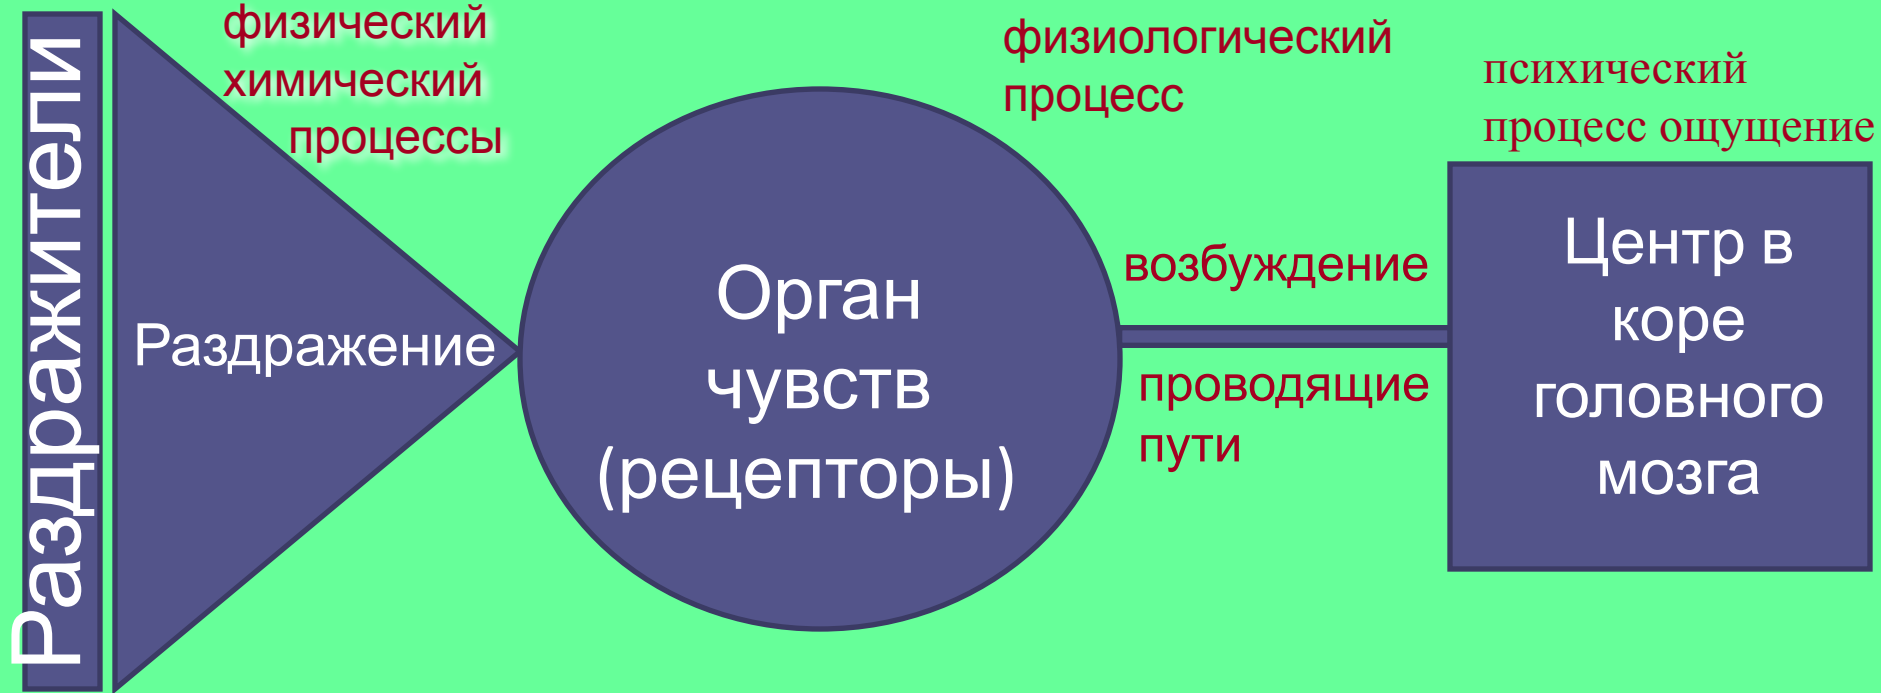 Раздражители
физический
химический
процессы
Раздражение
Орган
чувств
(рецепторы)
физиологический
процесс
возбуждение
проводящие
пути
психический
процесс ощущение
Центр в
коре
головного
мозга